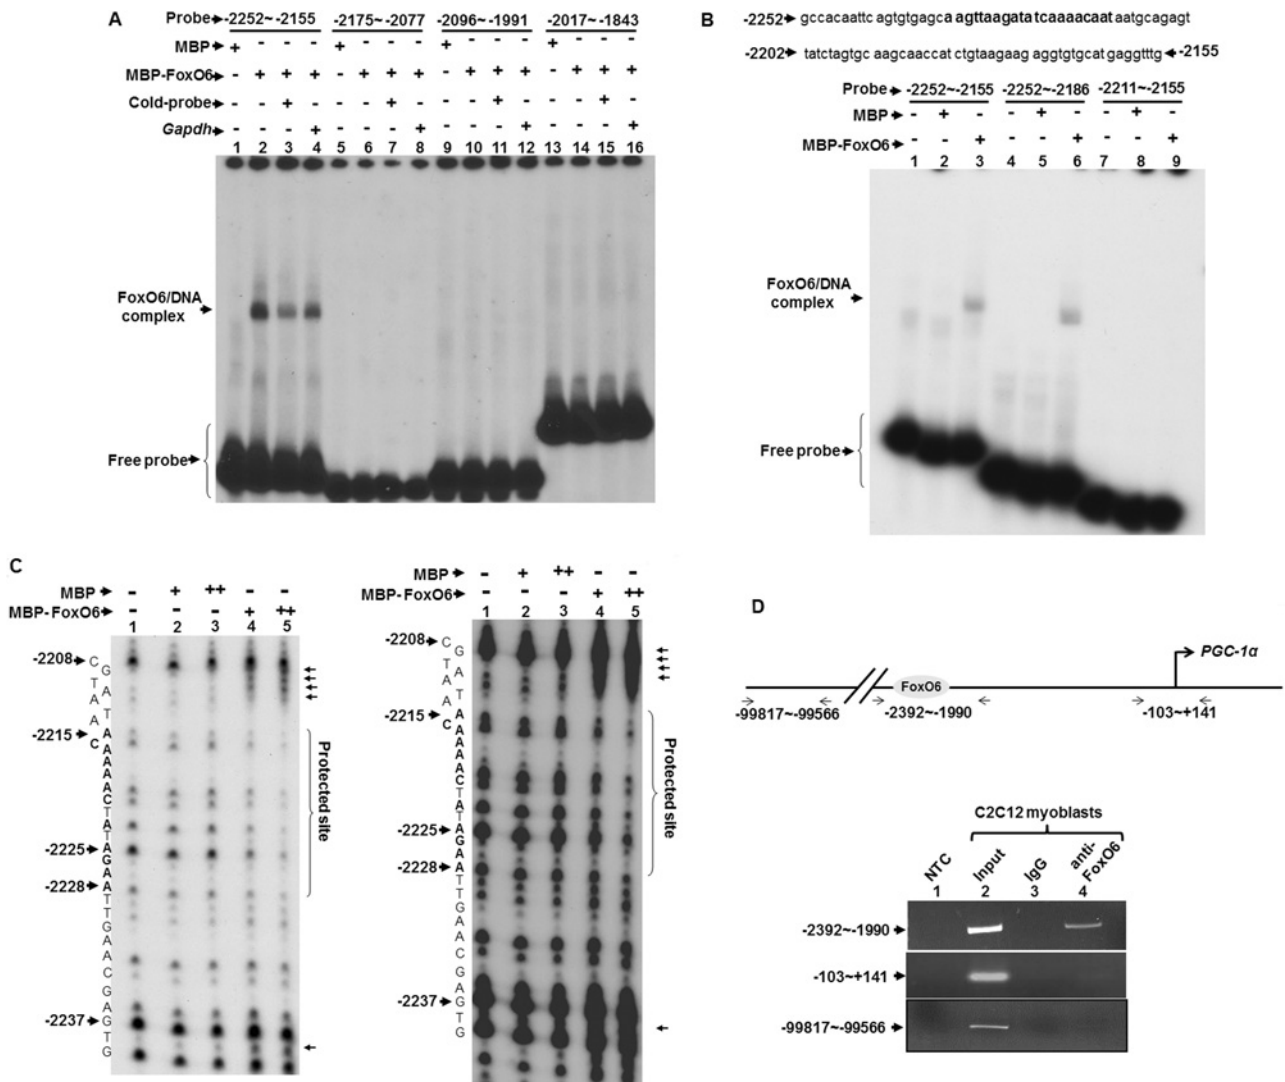 A
Probe -2252~-2155 -2175~-2077 -2096~-1991 -2017~-1843
MBP + - - - + - - - + - - - + - - -
MBP-FoxO6 - + + + - + + + - + + + - + + +
Cold-probe - - + - - - + - - - + - - - + -
Gapdh - - - + - - - + - - - + - - - +
1 2 3 4 5 6 7 8 9 10 11 12 13 14 15 16
FoxO6/DNA
complex
Free probe
B
-2252 gccacaattc agtgtgagca agttaagata tcaaaacaat aatgcagagt
-2202 tatctagtgc aagcaaccat ctgtaagaag aggtgtgcat gaggtttg -2155
Probe -2252~-2155 -2252~-2186 -2211~-2155
MBP - + - - + - - + -
MBP-FoxO6 - - + - - + - - +
1 2 3 4 5 6 7 8 9
FoxO6/DNA
complex
Free probe
C
MBP - + ++ - -
MBP-FoxO6 - - - + ++
1 2 3 4 5
-2208
-2215
-2225
-2228
-2237
C G T A A T A C A A A A C T A T A G A A T T G A A C G A G T G
Protected site
MBP - + ++ - -
MBP-FoxO6 - - - + ++
1 2 3 4 5
-2208
-2215
-2225
-2228
-2237
C G T A A T A C A A A A C T A T A G A A T T G A A C G A G T G
Protected site
D
PGC-1α
FoxO6
-99817~-99566 -2392~-1990 -103~+141
C2C12 myoblasts
NTC Input IgG anti-FoxO6
1 2 3 4
-2392~-1990
-103~+141
-99817~-99566